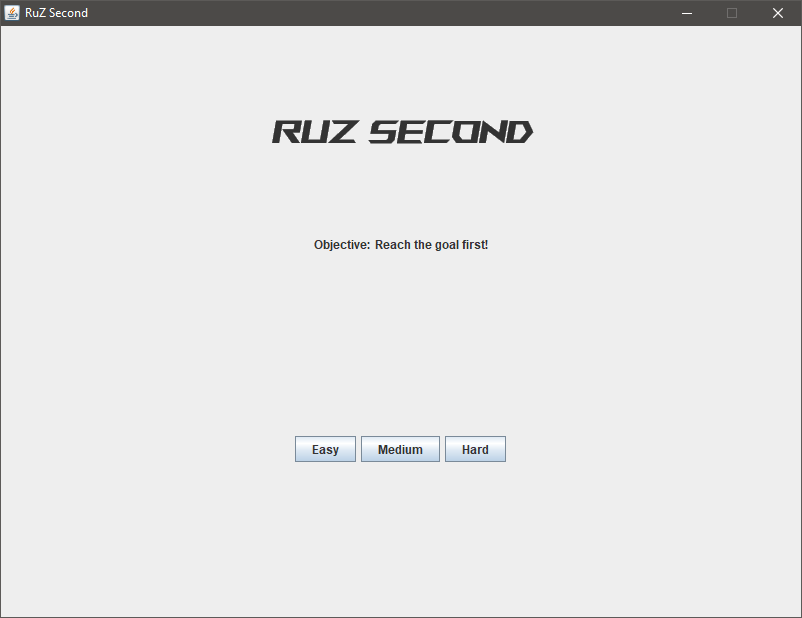 RuZ Second
RUZ SECOND
Objective: Reach the goal first!
Easy Medium Hard